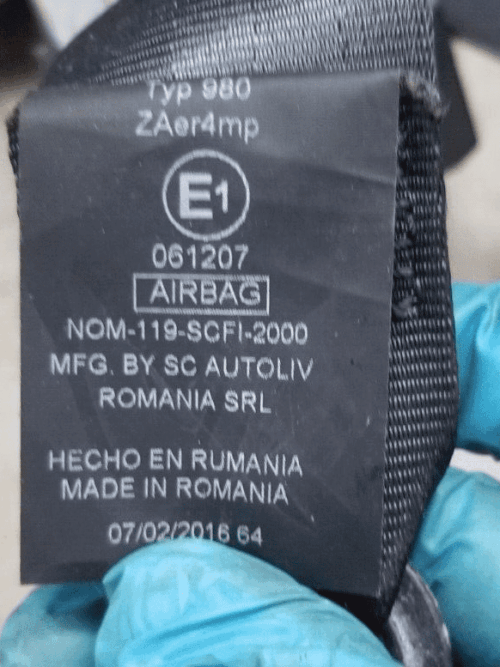 Typ 980
ZAer4mp
E1
061207
AIRBAG
NOM-119-SCFI-2000
MFG. BY SC AUTOLIV
ROMANIA SRL
HECHO EN RUMANIA
MADE IN ROMANIA
07/02/2016 64